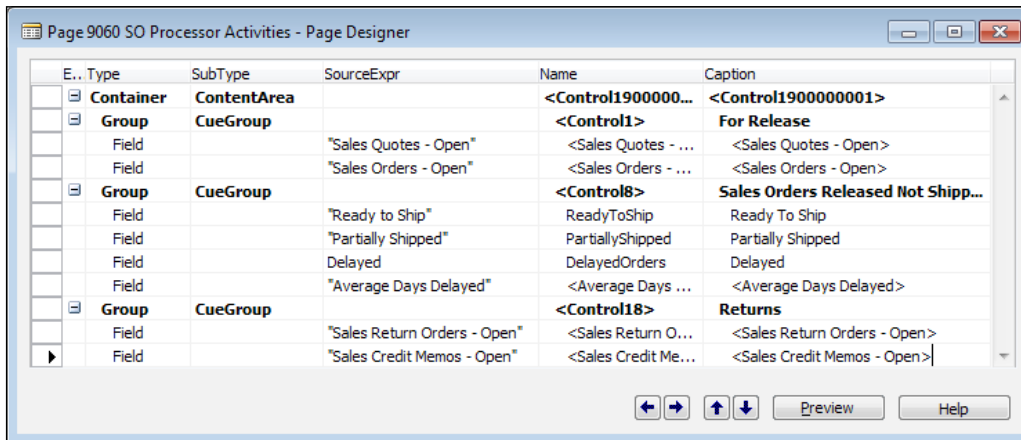 Page 9060 SO Processor Activities - Page Designer
E.. Type SubType SourceExpr Name Caption
Container ContentArea <Control1900000... <Control1900000001>
Group CueGroup <Control1> For Release
Field "Sales Quotes - Open" <Sales Quotes - ... <Sales Quotes - Open>
Field "Sales Orders - Open" <Sales Orders - ... <Sales Orders - Open>
Group CueGroup <Control8> Sales Orders Released Not Shipp...
Field "Ready to Ship" ReadyToShip Ready To Ship
Field "Partially Shipped" PartiallyShipped Partially Shipped
Field Delayed DelayedOrders Delayed
Field "Average Days Delayed" <Average Days ... <Average Days Delayed>
Group CueGroup <Control18> Returns
Field "Sales Return Orders - Open" <Sales Return O... <Sales Return Orders - Open>
Field "Sales Credit Memos - Open" <Sales Credit Me... <Sales Credit Memos - Open>
Preview Help